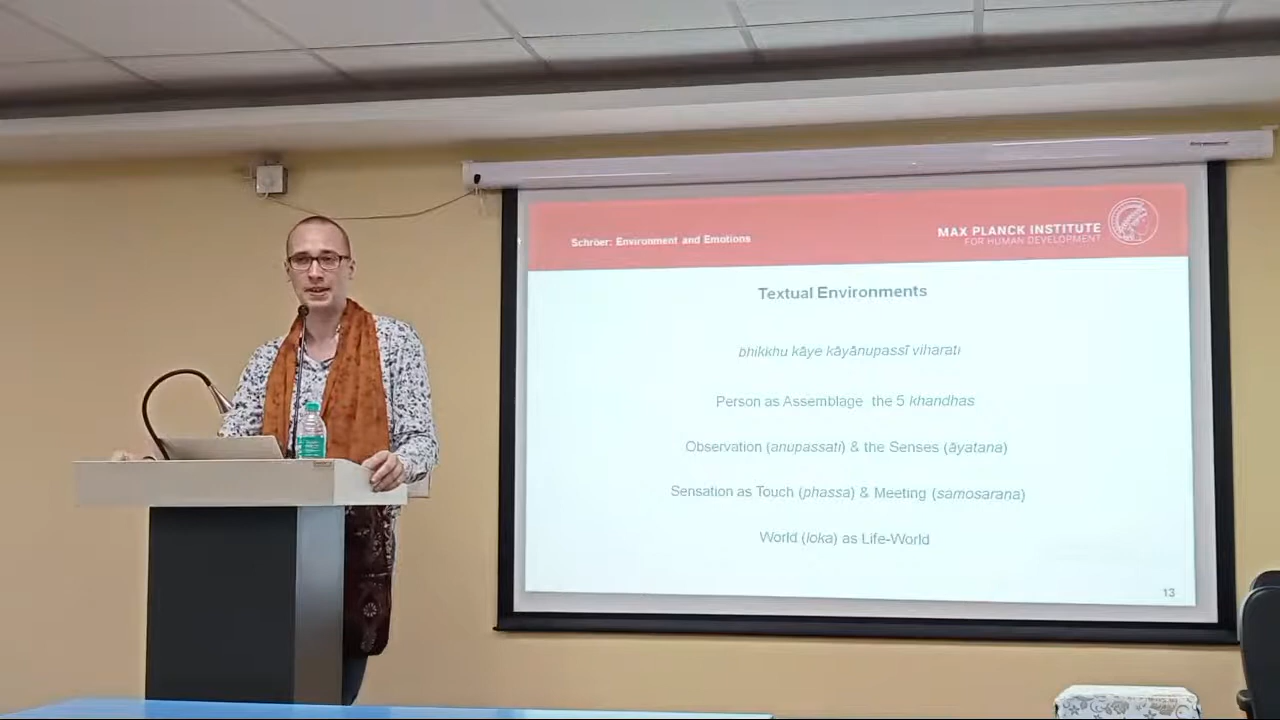 Schröer: Environment and Emotions
MAX PLANCK INSTITUTE
FOR HUMAN DEVELOPMENT
Textual Environments
bhikkhu kāye kāyānupassī viharati
Person as Assemblage the 5 khandhas
Observation (anupassati) & the Senses (āyatana)
Sensation as Touch (phassa) & Meeting (samosarana)
World (loka) as Life-World
13